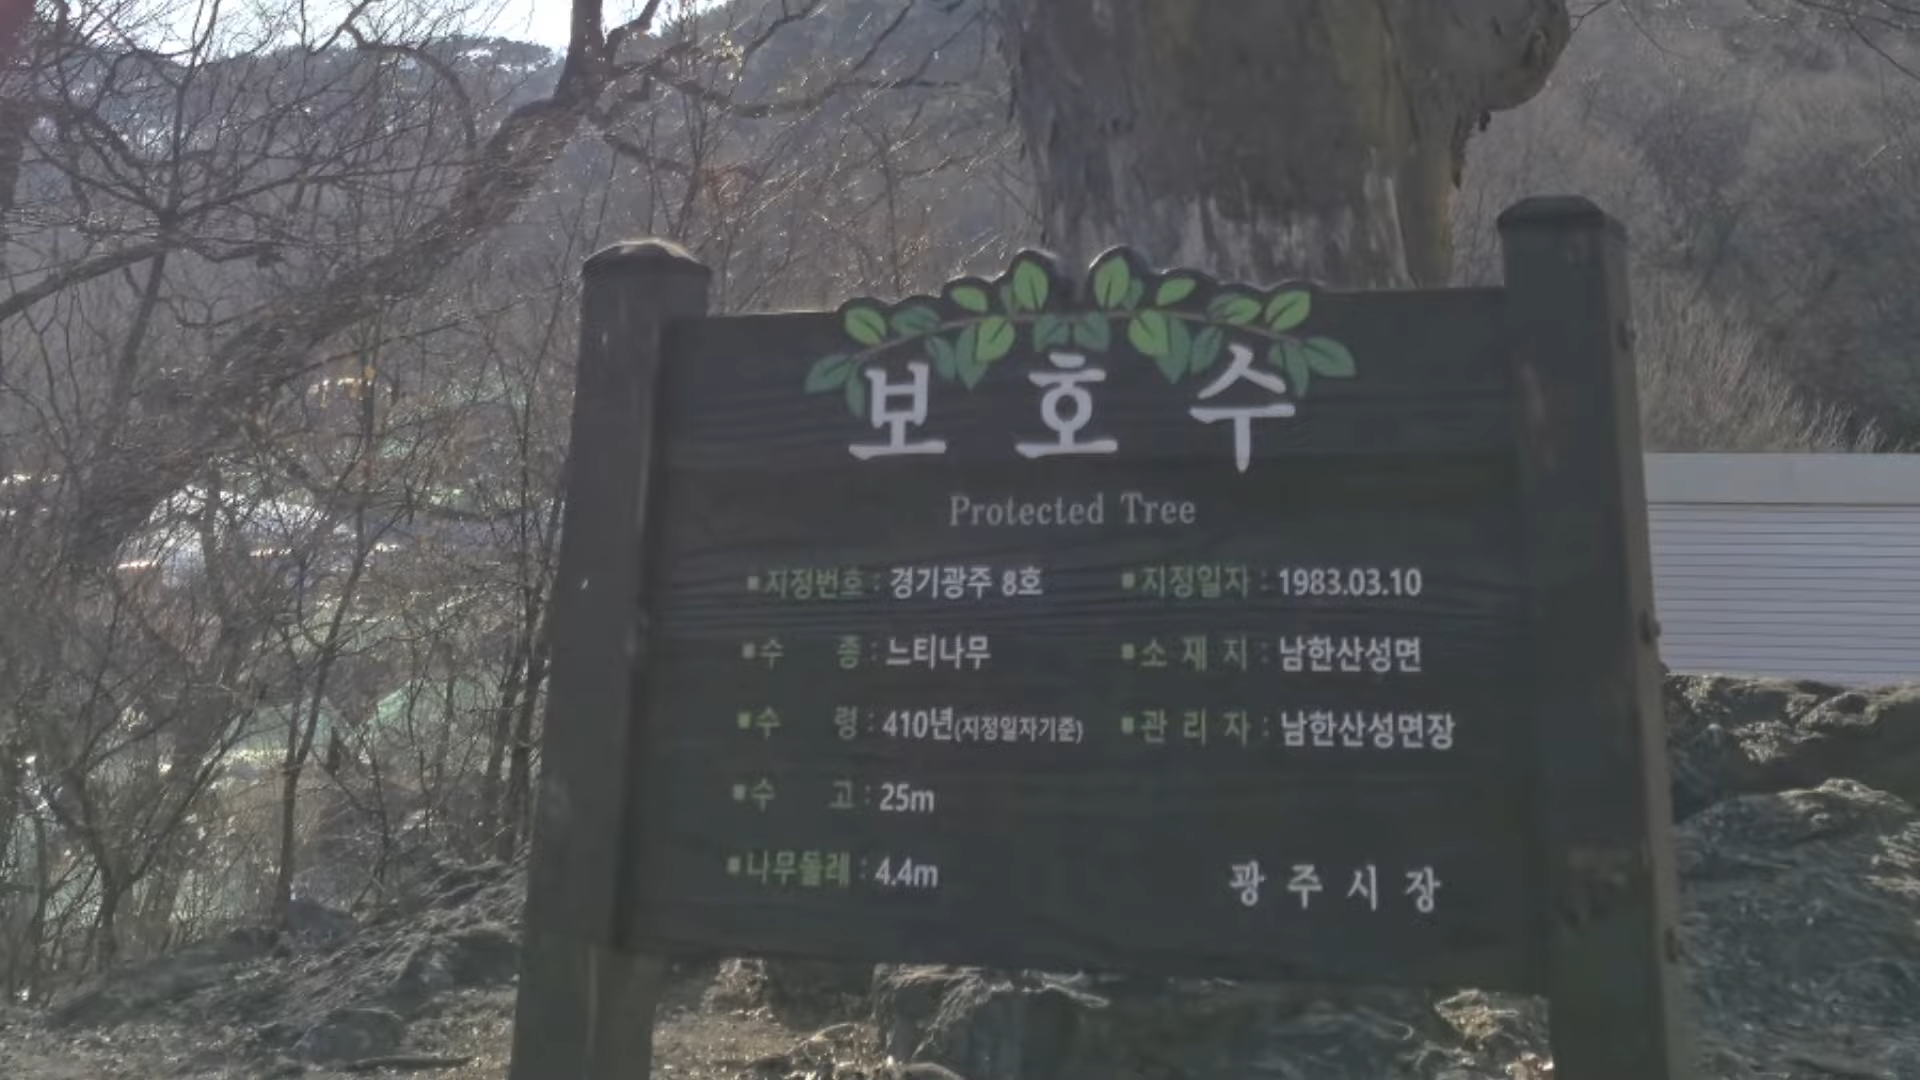 보호수
Protected Tree
▪지정번호 : 경기광주 8호 ▪지정일자 : 1983.03.10
▪수 종 : 느티나무 ▪소 재 지 : 남한산성면
▪수 령 : 410년(지정일자기준) ▪관 리 자 : 남한산성면장
▪수 고 : 25m
▪나무둘레 : 4.4m
광 주 시 장